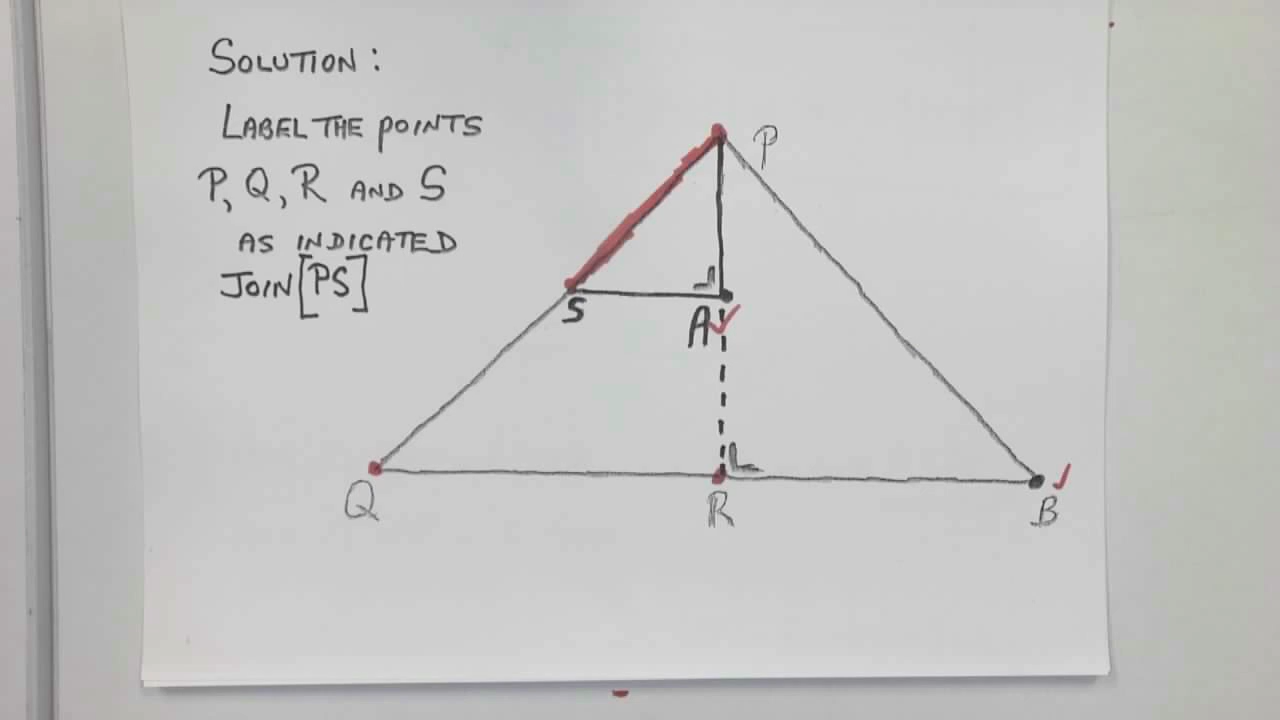 SOLUTION:
LABEL THE POINTS
P, Q, R AND S
AS INDICATED
JOIN [PS]
P
S
A
Q
R
B